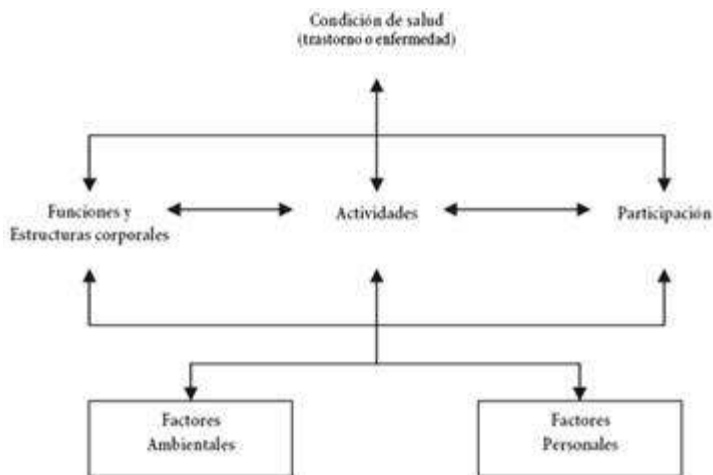 Condición de salud
(trastorno o enfermedad)
Funciones y
Estructuras corporales
Actividades
Participación
Factores
Ambientales
Factores
Personales